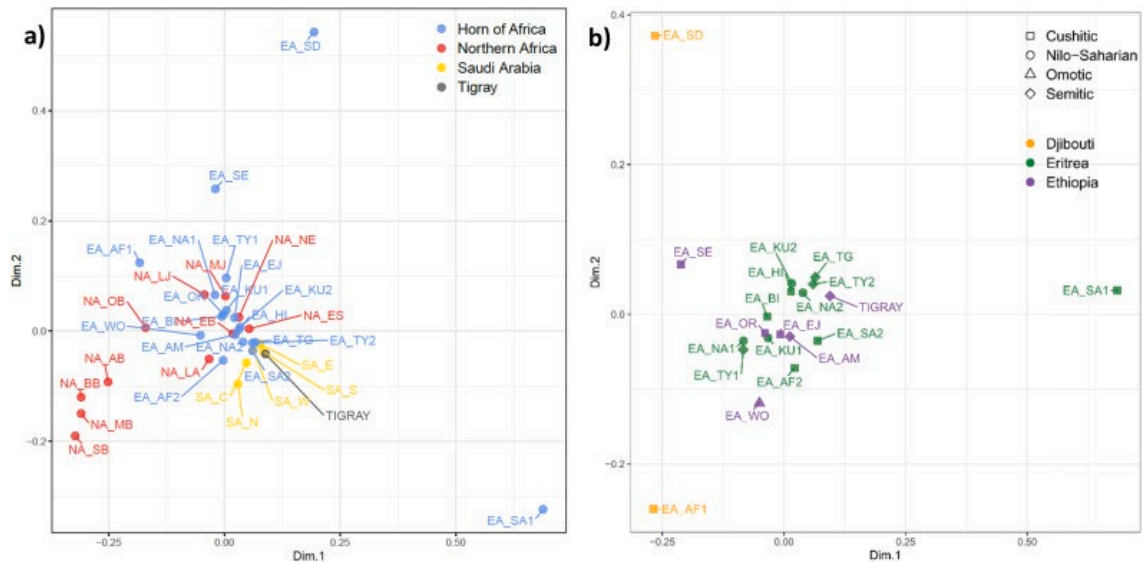 a)
Horn of Africa
Northern Africa
Saudi Arabia
Tigray
EA_SD
EA_SE
EA_AF1
EA_NA1
EA_TY1
NA_NE
NA_MJ
EA_EJ
NA_LJ
EA_KU1
EA_KU2
NA_OB
EA_OR
EA_HI
EA_WO
EA_BI
NA_EB
NA_ES
EA_AM
EA_NA2
EA_TG
EA_TY2
NA_AB
NA_LA
SA_E
NA_BB
EA_SA2
SA_S
EA_AF2
SA_C
SA_W
NA_MB
SA_N
TIGRAY
NA_SB
EA_SA1
0.4
0.2
0.0
−0.2
Dim.2
0.00
0.25
0.50
Dim.1
b)
Cushitic
Nilo-Saharian
Omotic
Semitic
Djibouti
Eritrea
Ethiopia
EA_SD
EA_KU2
EA_SE
EA_TG
EA_HI
EA_TY2
EA_SA1
TIGRAY
EA_BI
EA_NA2
EA_OR
EA_EJ
EA_SA2
EA_NA1
EA_KU1
EA_AM
EA_TY1
EA_AF2
EA_WO
EA_AF1
0.4
0.2
0.0
−0.2
Dim.2
−0.25
0.00
0.25
0.50
Dim.1